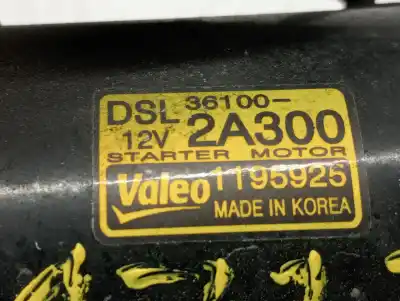 DSL 36100-
12V 2A300
STARTER MOTOR
Valeo 1195925
MADE IN KOREA